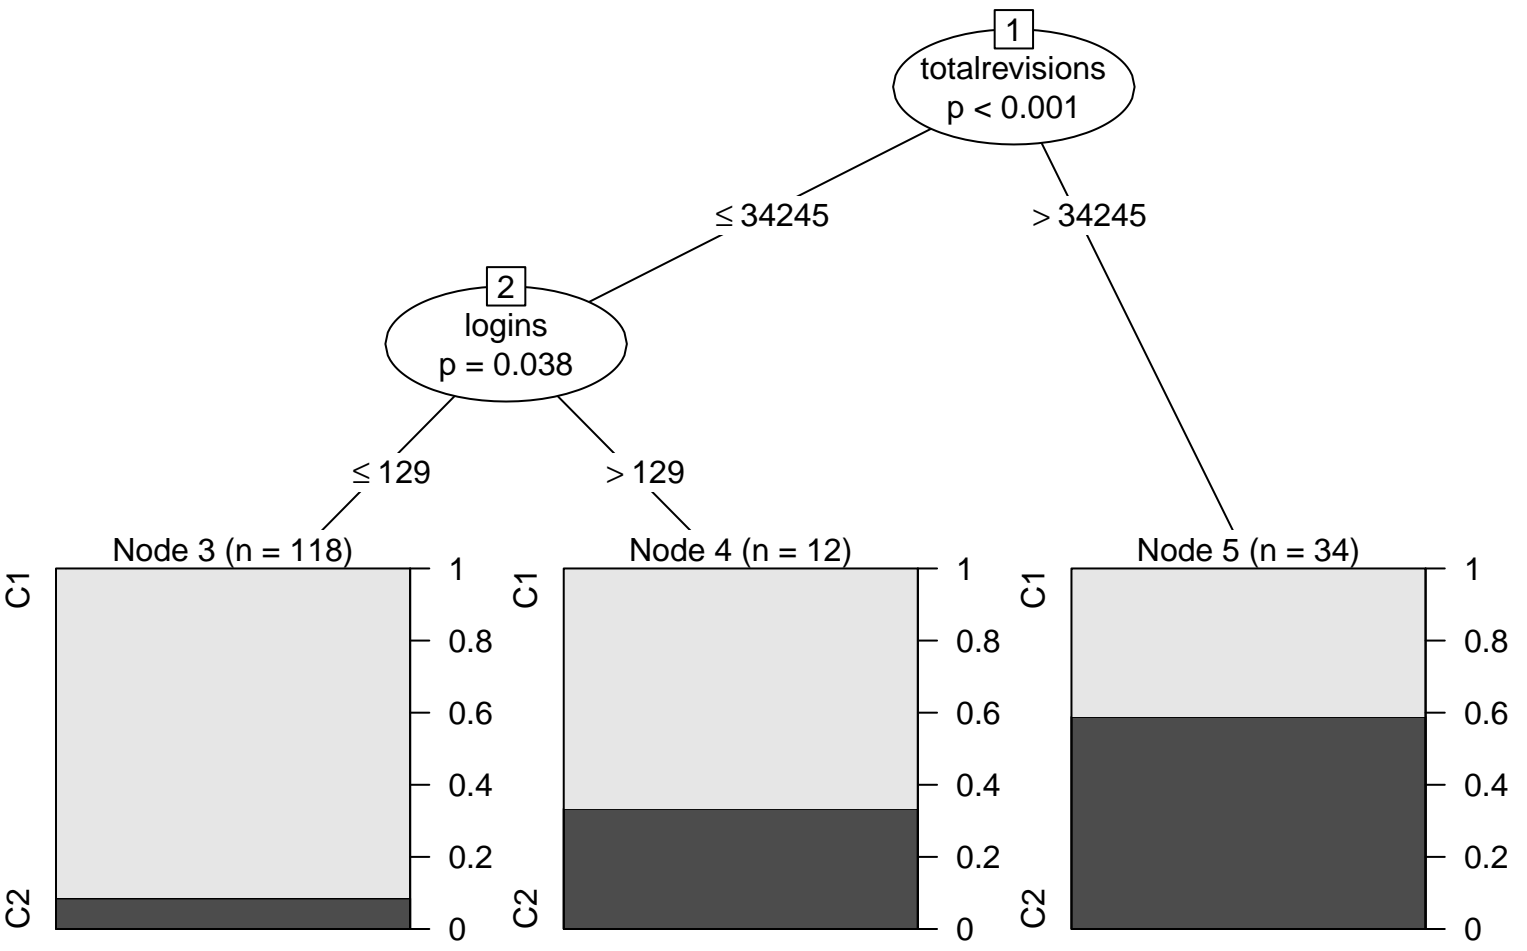 1
totalrevisions
p < 0.001
≤ 34245
> 34245
2
logins
p = 0.038
≤ 129
> 129
Node 3 (n = 118)
C1
C2
1
0.8
0.6
0.4
0.2
0
Node 4 (n = 12)
C1
C2
1
0.8
0.6
0.4
0.2
0
Node 5 (n = 34)
C1
C2
1
0.8
0.6
0.4
0.2
0